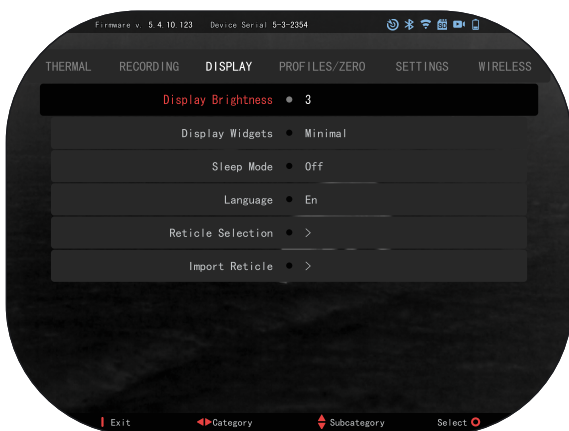 Firmware v. 5.4.10.123 Device Serial 5-3-2354 SD
THERMAL RECORDING DISPLAY PROFILES/ZERO SETTINGS WIRELESS
Display Brightness 3
Display Widgets Minimal
Sleep Mode Off
Language En
Reticle Selection >
Import Reticle >
Exit Category Subcategory Select